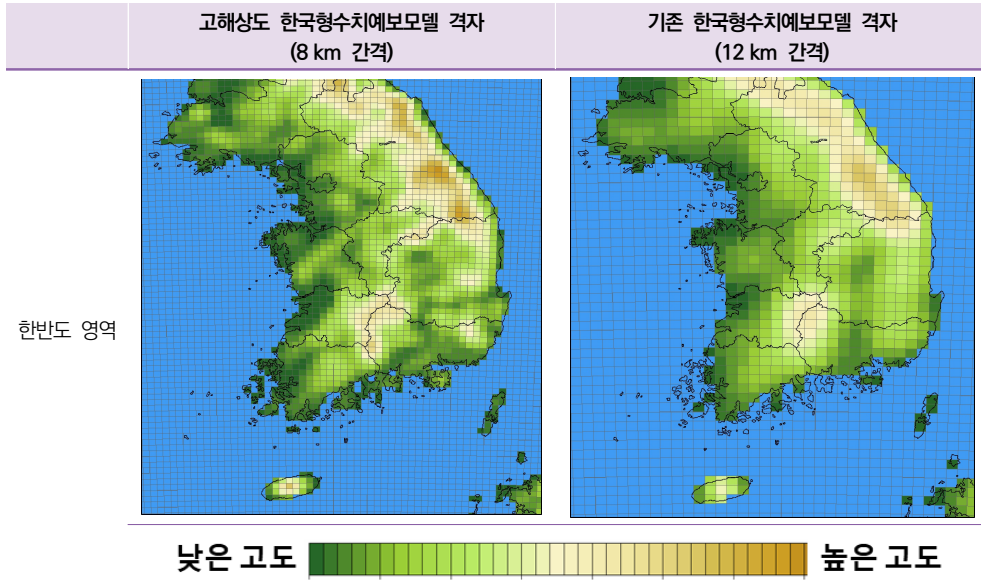 고해상도 한국형수치예보모델 격자
(8 km 간격)
기존 한국형수치예보모델 격자
(12 km 간격)
한반도 영역
낮은 고도
높은 고도